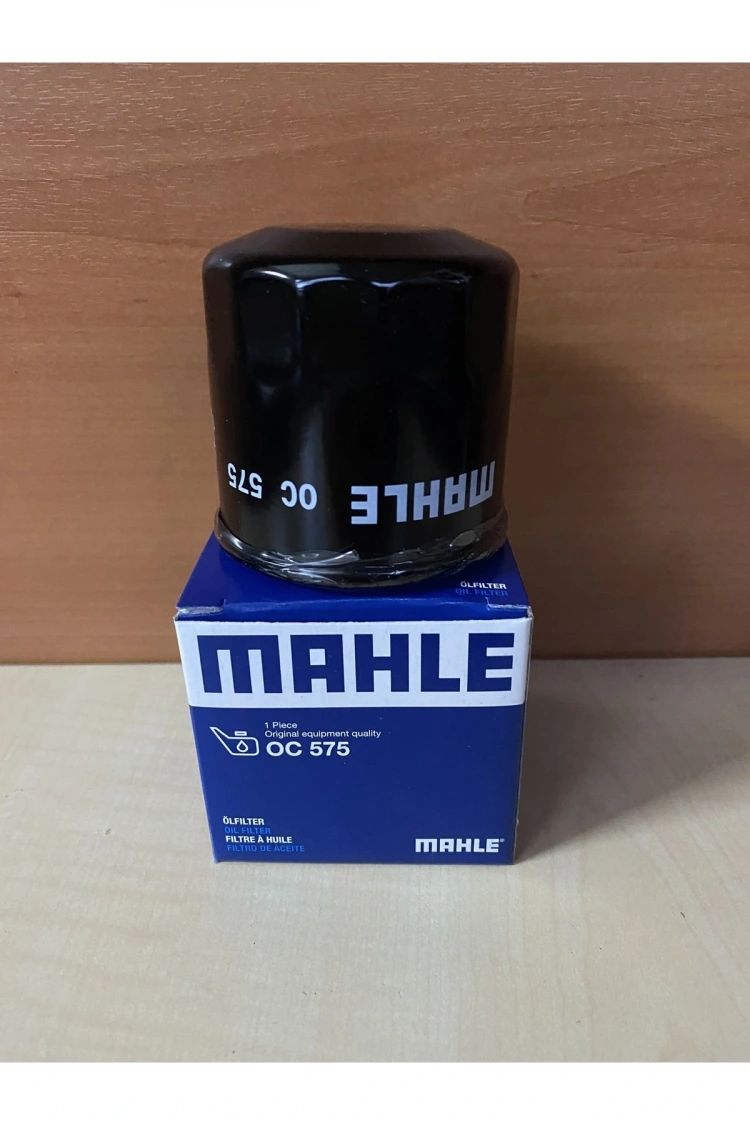 MAHLE OC 575
ÖLFILTER
OIL FILTER
MAHLE
1 Piece
Original equipment quality
OC 575
ÖLFILTER
OIL FILTER
FILTRE À HUILE
FILTRO DE ACEITE
MAHLE®